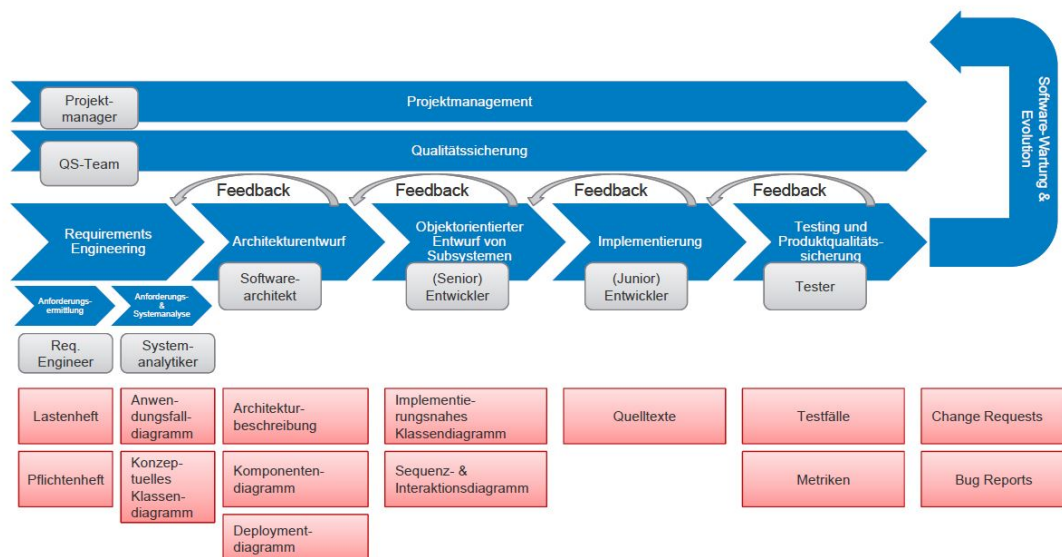 Projekt-
manager
Projektmanagement
QS-Team
Qualitätssicherung
Software-Wartung &
Evolution
Feedback
Feedback
Feedback
Feedback
Requirements
Engineering
Architekturentwurf
Objektorientierter
Entwurf von
Subsystemen
Implementierung
Testing und
Produktqualitäts-
sicherung
Software-
architekt
(Senior)
Entwickler
(Junior)
Entwickler
Tester
Anforderungs-
ermittlung
Anforderungs-
&
Systemanalyse
Req.
Engineer
System-
analytiker
Lastenheft
Anwen-
dungsfall-
diagramm
Architektur-
beschreibung
Implementie-
rungsnahes
Klassendiagramm
Quelltexte
Testfälle
Change Requests
Pflichtenheft
Konzep-
tuelles
Klassen-
diagramm
Komponenten-
diagramm
Sequenz- &
Interaktionsdiagramm
Metriken
Bug Reports
Deployment-
diagramm